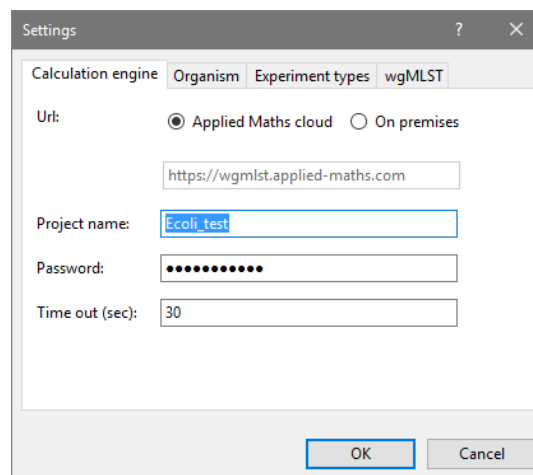 Settings ? ×
Calculation engine Organism Experiment types wgMLST
Url: Applied Maths cloud On premises
https://wgmlst.applied-maths.com
Project name: Ecoli_test
Password: •••••••••••
Time out (sec): 30
OK Cancel